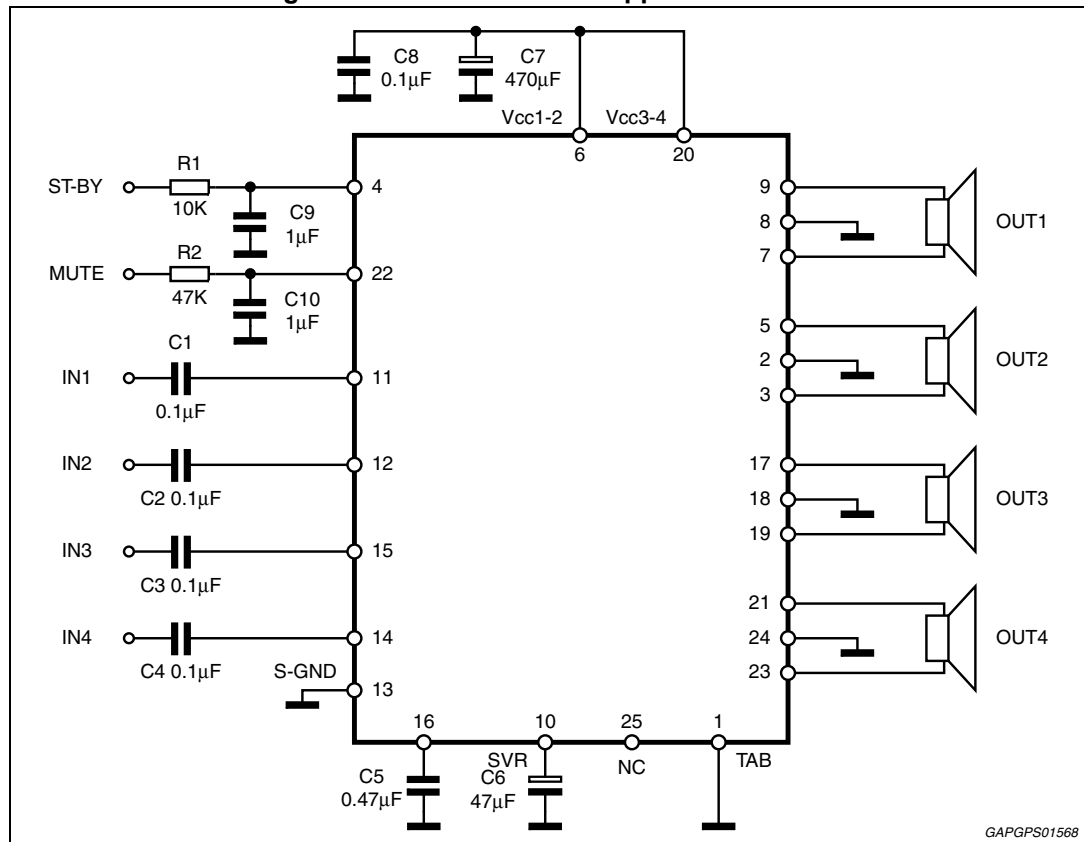 C8
0.1µF
C7
470µF
Vcc1-2
Vcc3-4
6
20
R1
ST-BY
10K
4
C9
1µF
R2
MUTE
47K
22
C10
1µF
C1
IN1
0.1µF
11
IN2
C2 0.1µF
12
IN3
C3 0.1µF
15
IN4
C4 0.1µF
14
S-GND
13
9
8
7
OUT1
5
2
3
OUT2
17
18
19
OUT3
21
24
23
OUT4
16
10
25
1
SVR
NC
TAB
C5
0.47µF
C6
47µF
GAPGPS01568